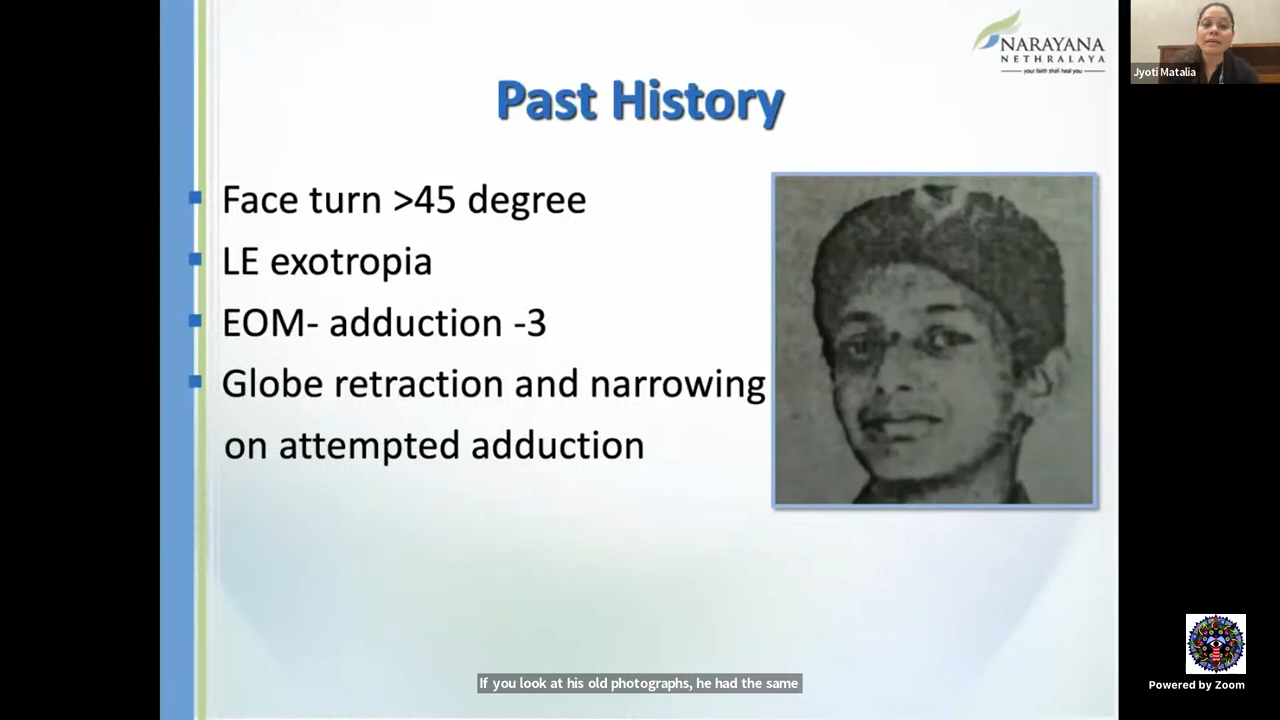 NARAYANA
NETHRALAYA
your faith shall heal you
Jyoti Matalia
Past History
Face turn >45 degree
LE exotropia
EOM- adduction -3
Globe retraction and narrowing
on attempted adduction
If you look at his old photographs, he had the same
Powered by Zoom